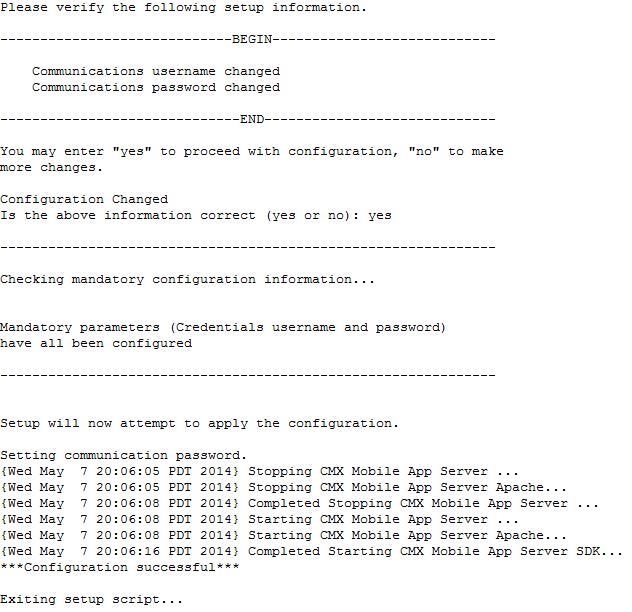 Please verify the following setup information.
-----------------------------BEGIN----------------------------
    Communications username changed
    Communications password changed
------------------------------END-----------------------------
You may enter "yes" to proceed with configuration, "no" to make
more changes.
Configuration Changed
Is the above information correct (yes or no): yes
--------------------------------------------------------------
Checking mandatory configuration information...
Mandatory parameters (Credentials username and password)
have all been configured
--------------------------------------------------------------
Setup will now attempt to apply the configuration.
Setting communication password.
{Wed May  7 20:06:05 PDT 2014} Stopping CMX Mobile App Server ...
{Wed May  7 20:06:05 PDT 2014} Stopping CMX Mobile App Server Apache...
{Wed May  7 20:06:08 PDT 2014} Completed Stopping CMX Mobile App Server ...
{Wed May  7 20:06:08 PDT 2014} Starting CMX Mobile App Server ...
{Wed May  7 20:06:08 PDT 2014} Starting CMX Mobile App Server Apache...
{Wed May  7 20:06:16 PDT 2014} Completed Starting CMX Mobile App Server SDK...
***Configuration successful***
Exiting setup script...